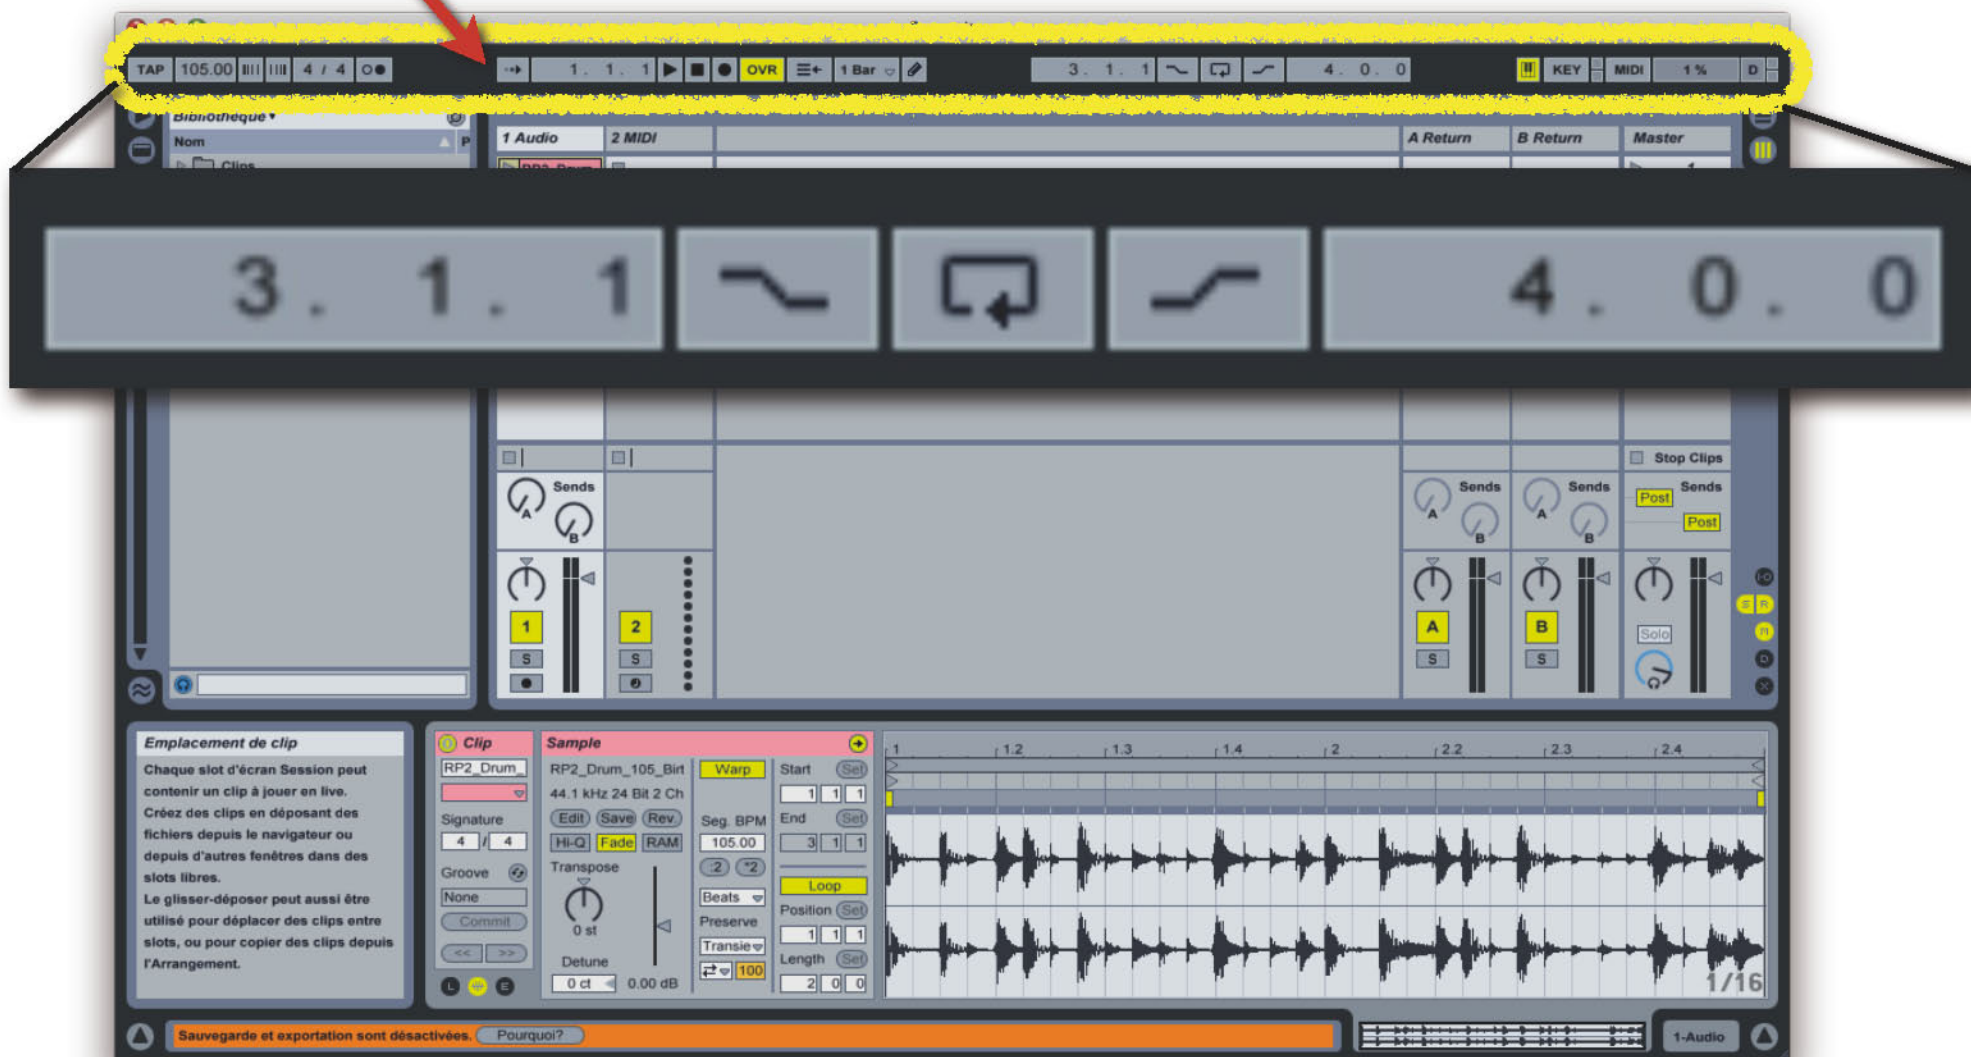 TAP 105.00 4 / 4
1. 1. 1 OVR 1 Bar
3. 1. 1 4. 0. 0
KEY MIDI 1 % D
Bibliothèque
Nom P
Clips
1 Audio 2 MIDI A Return B Return Master
RP2_Drum 1
3. 1. 1 4. 0. 0
Stop Clips
Sends Sends Sends Sends
A B A B A B Post Post
1 2 A B Solo
S S S S
I-O
S R
M
D
X
Emplacement de clip
Chaque slot d'écran Session peut
contenir un clip à jouer en live.
Créez des clips en déposant des
fichiers depuis le navigateur ou
depuis d'autres fenêtres dans des
slots libres.
Le glisser-déposer peut aussi être
utilisé pour déplacer des clips entre
slots, ou pour copier des clips depuis
l'Arrangement.
Clip
RP2_Drum_
Signature
4 / 4
Groove
None
Commit
<< >>
L E
Sample
RP2_Drum_105_Birt
44.1 kHz 24 Bit 2 Ch
Edit Save Rev.
Hi-Q Fade RAM
Transpose
0 st
Detune
0 ct 0.00 dB
Warp
Seg. BPM
105.00
:2 *2
Beats
Preserve
Transie
100
Start Set
1 1 1
End Set
3 1 1
Loop
Position Set
1 1 1
Length Set
2 0 0
1 1.2 1.3 1.4 2 2.2 2.3 2.4
1/16
Sauvegarde et exportation sont désactivées. Pourquoi?
1-Audio